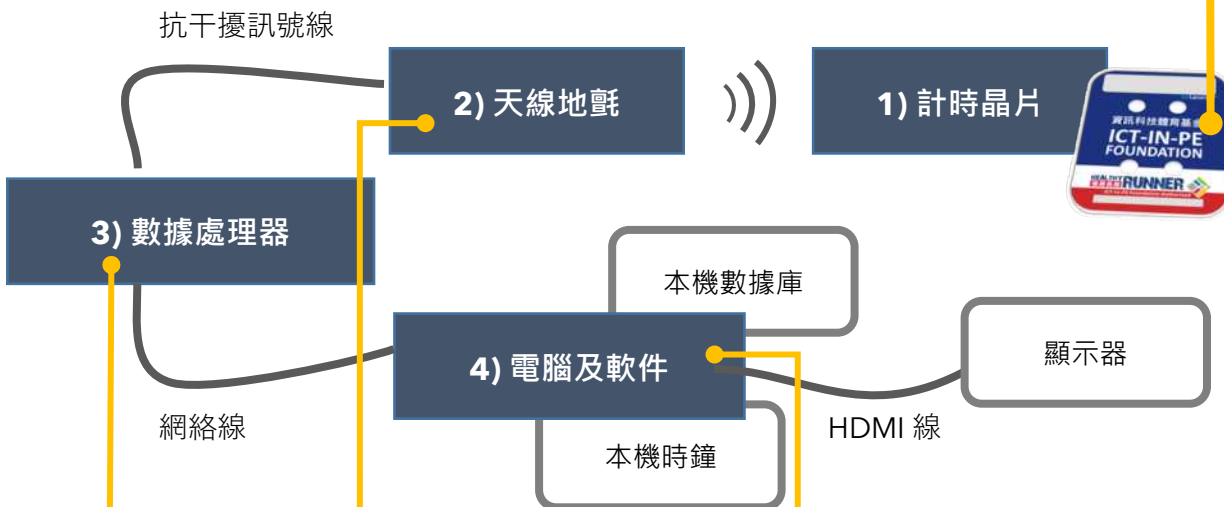 抗干擾訊號線
2) 天線地氈
1) 計時晶片
資訊科技體育基金
ICT-IN-PE
FOUNDATION
RUNNER
3) 數據處理器
本機數據庫
4) 電腦及軟件
顯示器
網絡線
HDMI 線
本機時鐘